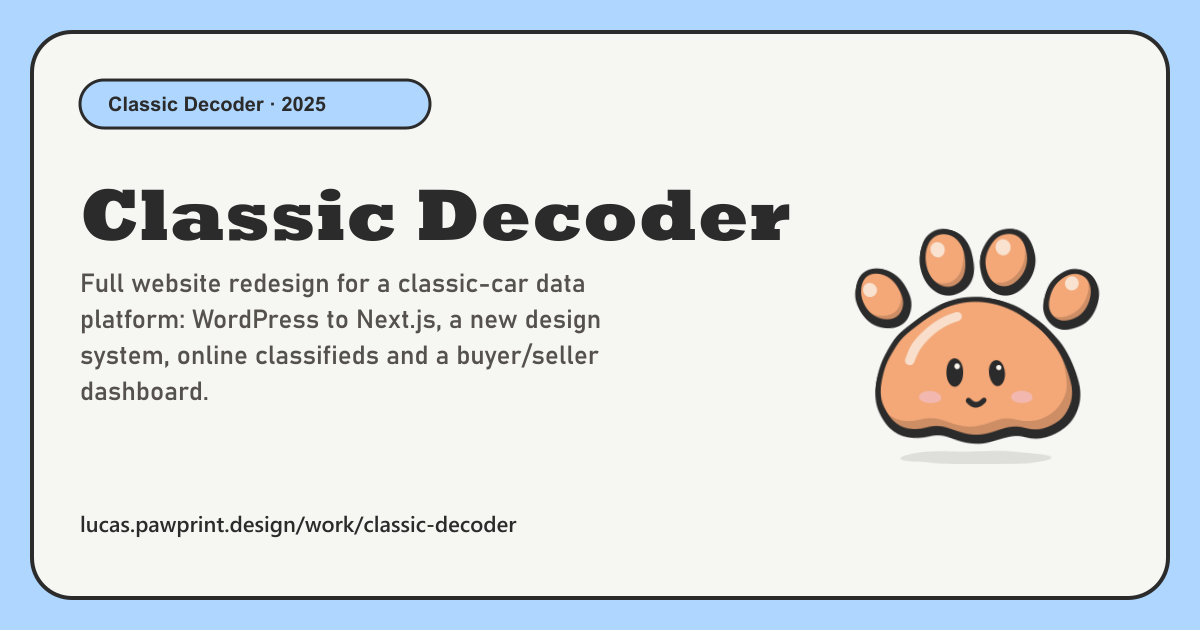 Classic Decoder · 2025
Classic Decoder
Full website redesign for a classic-car data
platform: WordPress to Next.js, a new design
system, online classifieds and a buyer/seller
dashboard.
lucas.pawprint.design/work/classic-decoder